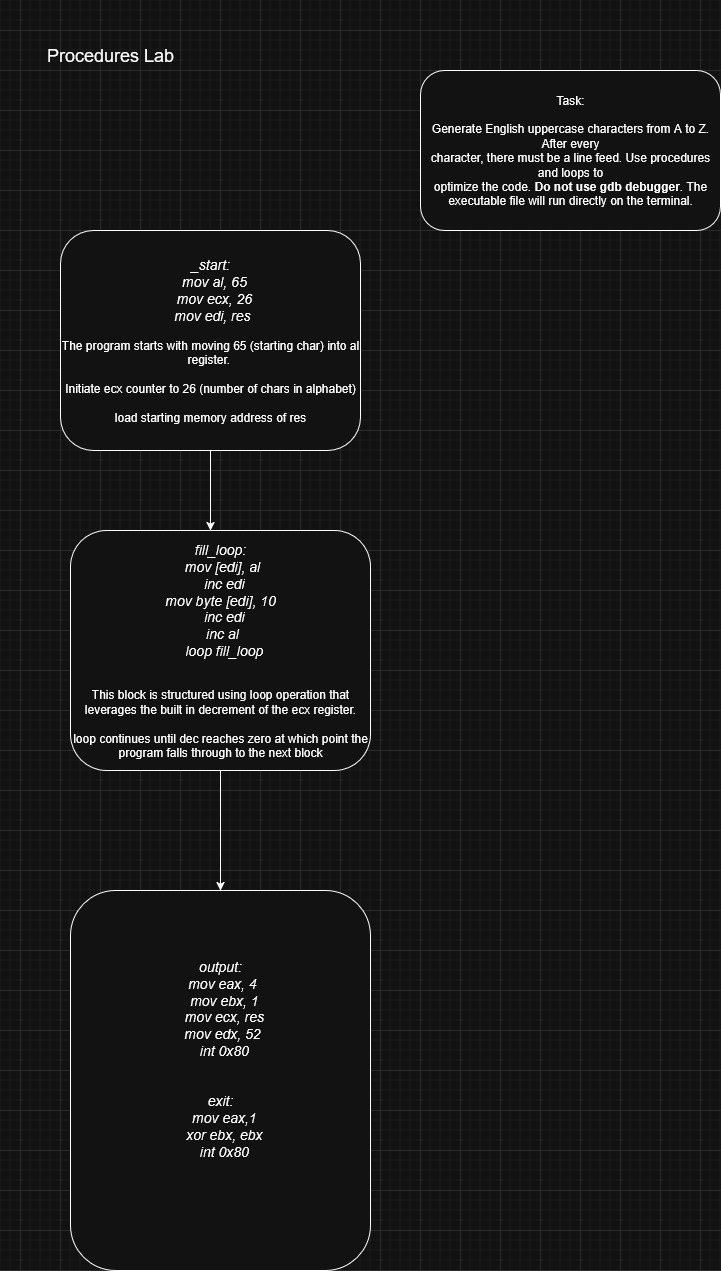 Procedures Lab
Task:
Generate English uppercase characters from A to Z.
After every
character, there must be a line feed. Use procedures
and loops to
optimize the code. Do not use gdb debugger. The
executable file will run directly on the terminal.
_start:
mov al, 65
mov ecx, 26
mov edi, res
The program starts with moving 65 (starting char) into al
register.
Initiate ecx counter to 26 (number of chars in alphabet)
load starting memory address of res
fill_loop:
mov [edi], al
inc edi
mov byte [edi], 10
inc edi
inc al
loop fill_loop
This block is structured using loop operation that
leverages the built in decrement of the ecx register.
loop continues until dec reaches zero at which point the
program falls through to the next block
output:
mov eax, 4
mov ebx, 1
mov ecx, res
mov edx, 52
int 0x80
exit:
mov eax,1
xor ebx, ebx
int 0x80